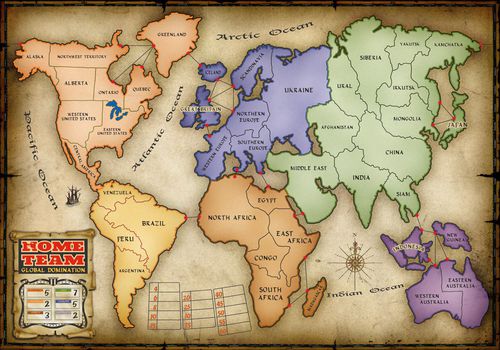 Arctic Ocean
GREENLAND
ALASKA
NORTHWEST TERRITORY
ALBERTA
ONTARIO
QUEBEC
WESTERN
UNITED STATES
EASTERN
UNITED STATES
CENTRAL AMERICA
Pacific Ocean
Atlantic Ocean
ICELAND
SCANDINAVIA
GREAT BRITAIN
NORTHERN
EUROPE
WESTERN EUROPE
SOUTHERN
EUROPE
UKRAINE
URAL
SIBERIA
YAKUTSK
KAMCHATKA
IRKUTSK
MONGOLIA
JAPAN
AFGHANISTAN
CHINA
MIDDLE EAST
INDIA
SIAM
VENEZUELA
BRAZIL
PERU
ARGENTINA
NORTH AFRICA
EGYPT
EAST
AFRICA
CONGO
SOUTH
AFRICA
MADAGASCAR
INDONESIA
NEW
GUINEA
WESTERN
AUSTRALIA
EASTERN
AUSTRALIA
Indian Ocean
HOME
TEAM
GLOBAL DOMINATION
5 7
2 2
3 2